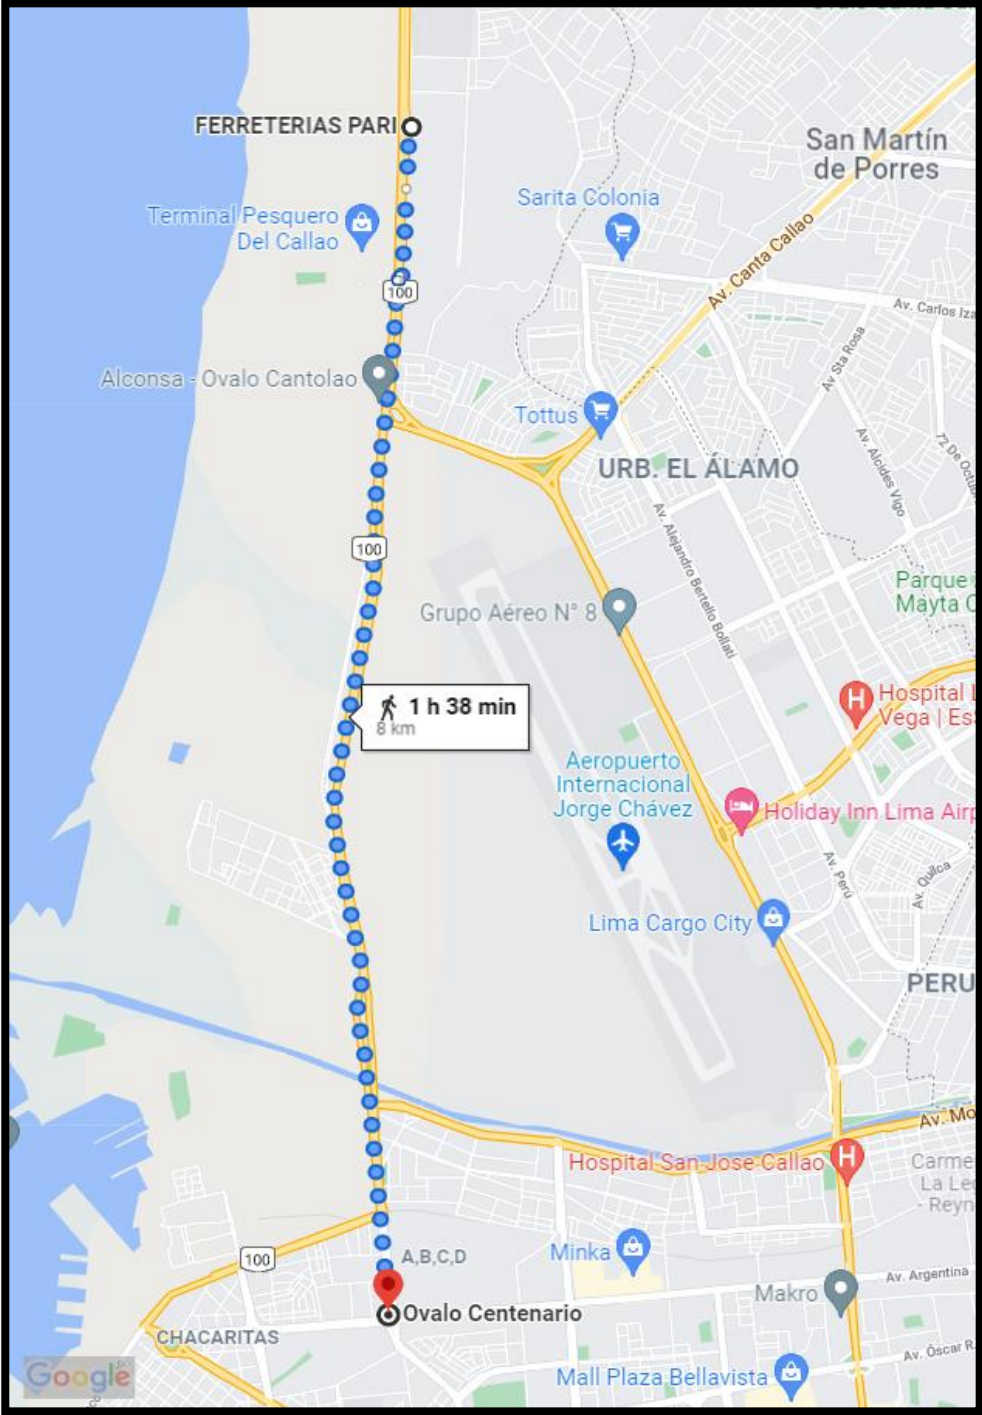 FERRETERIAS PARI
San Martín
de Porres
Sarita Colonia
Terminal Pesquero
Del Callao
Av. Canta Callao
100
Av. Carlos Iza
Av Sta Rosa
Alconsa - Ovalo Cantolao
Tottus
Av. Alcides Vigo
72 De Octu
URB. EL ÁLAMO
Av. Alejandro Bertello Bollati
100
Parque
Mayta C
Grupo Aéreo N° 8
Hospital L
Vega | Es
1 h 38 min
8 km
Aeropuerto
Internacional
Jorge Chávez
Holiday Inn Lima Airp
Av. Perú
Av. Quilca
Lima Cargo City
PERU
Av. Mo
Hospital San Jose Callao
Carme
La Le
- Reyn
100
A,B,C,D
Minka
Av. Argentina
Makro
Ovalo Centenario
CHACARITAS
Av. Óscar R.
Mall Plaza Bellavista
Google